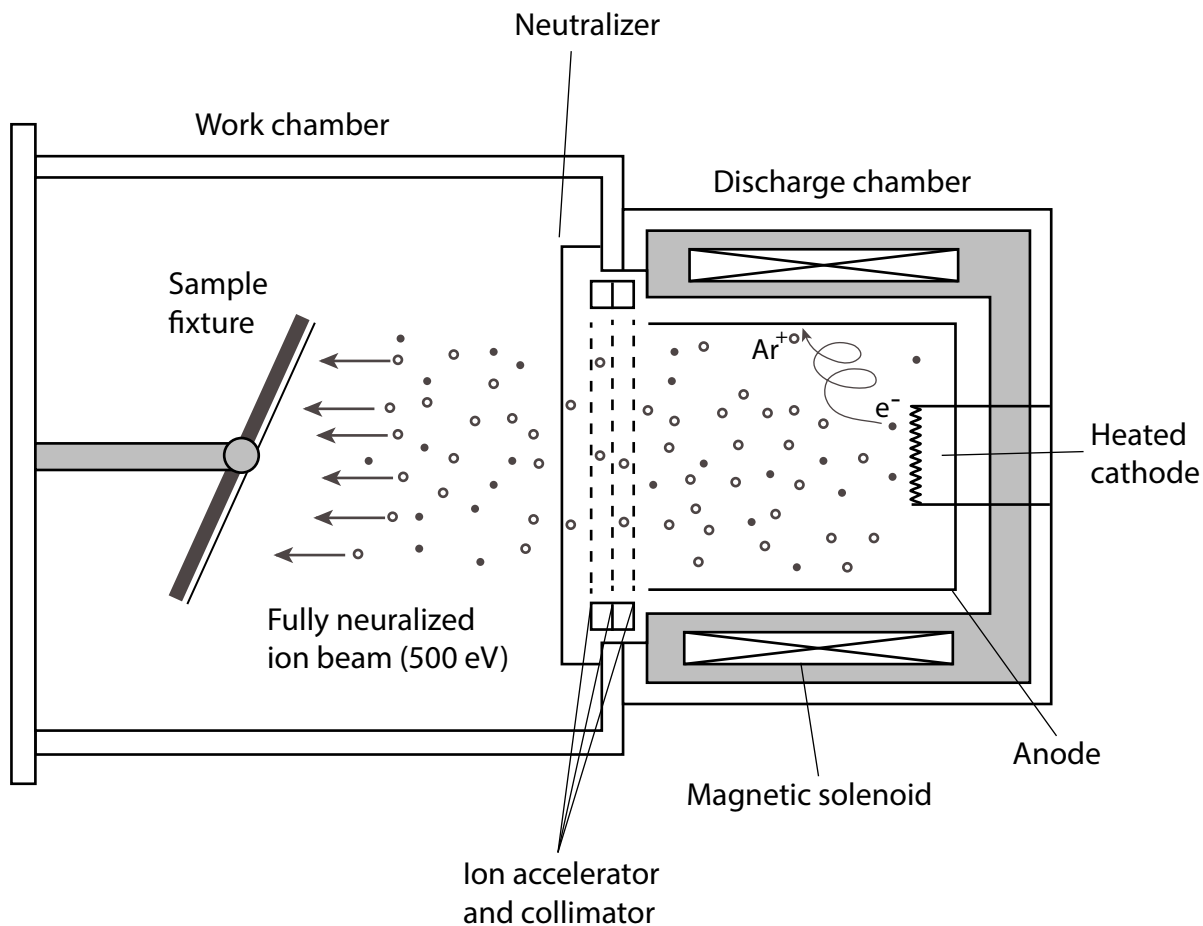 Neutralizer
Work chamber
Discharge chamber
Sample
fixture
Ar+
e-
Heated
cathode
Fully neuralized
ion beam (500 eV)
Anode
Magnetic solenoid
Ion accelerator
and collimator